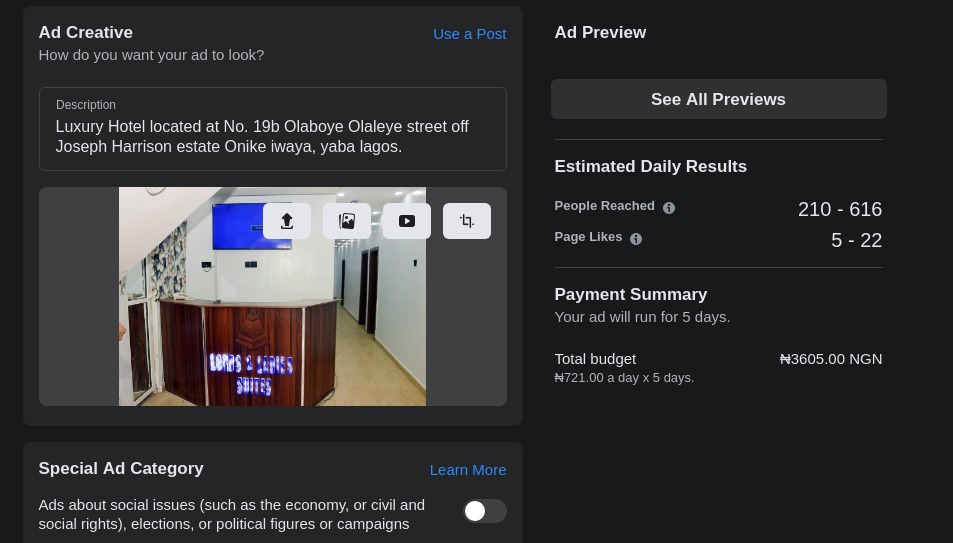 Ad Creative
Use a Post
How do you want your ad to look?
Description
Luxury Hotel located at No. 19b Olaboye Olaleye street off
Joseph Harrison estate Onike iwaya, yaba lagos.
LORDS & LADIES
SUITES
Special Ad Category
Learn More
Ads about social issues (such as the economy, or civil and
social rights), elections, or political figures or campaigns
Ad Preview
See All Previews
Estimated Daily Results
People Reached
210 - 616
Page Likes
5 - 22
Payment Summary
Your ad will run for 5 days.
Total budget
₦3605.00 NGN
₦721.00 a day x 5 days.